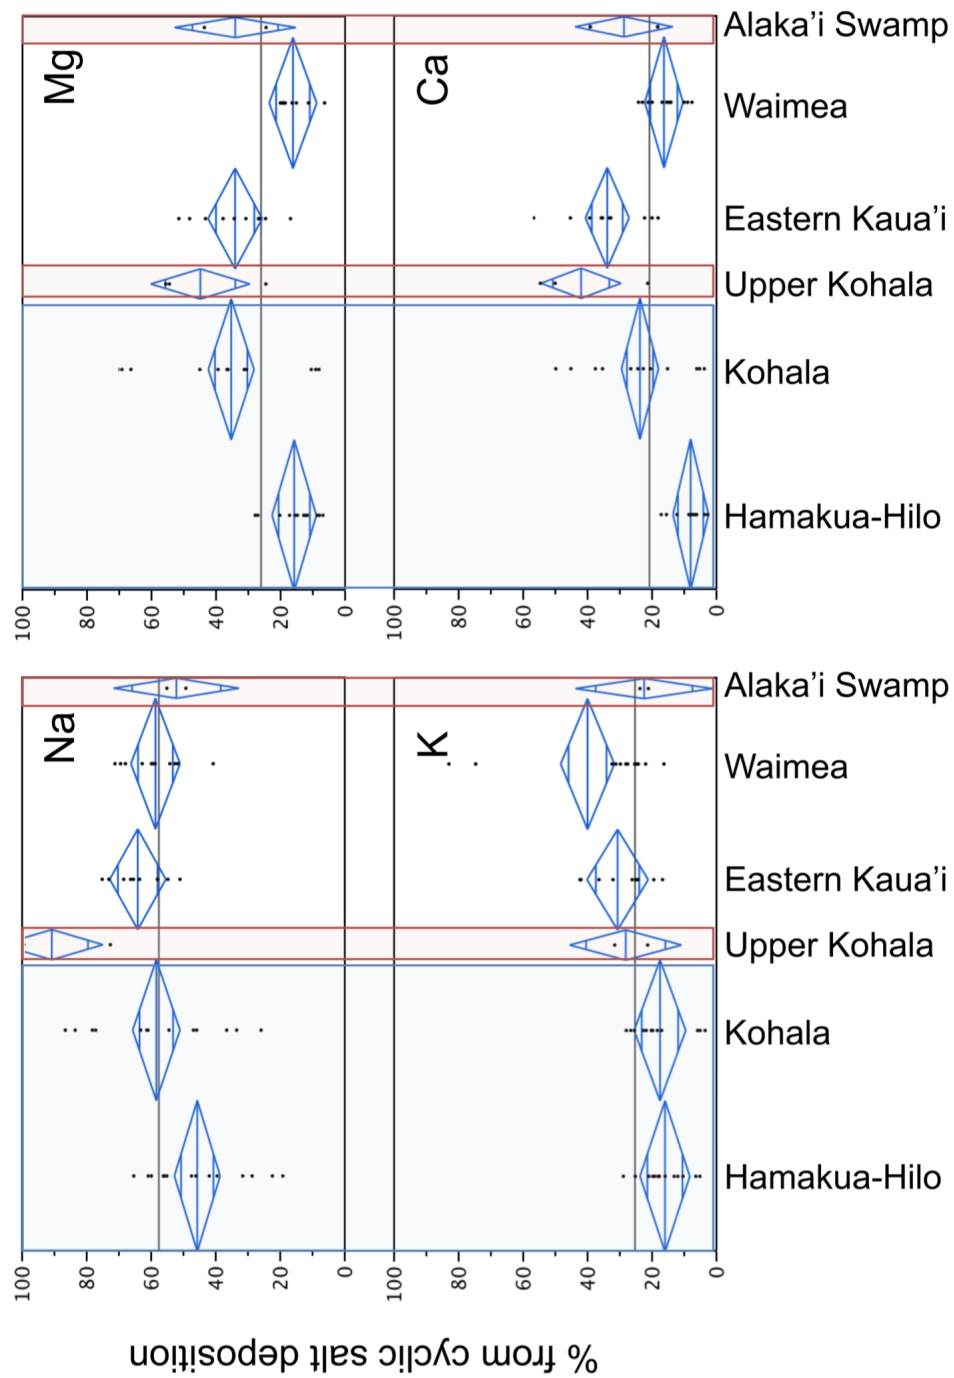 Mg
Ca
Alaka’i Swamp
Waimea
Eastern Kaua’i
Upper Kohala
Kohala
Hamakua-Hilo
100 80 60 40 20 0
100 80 60 40 20 0
Na
K
Alaka’i Swamp
Waimea
Eastern Kaua’i
Upper Kohala
Kohala
Hamakua-Hilo
100 80 60 40 20 0
100 80 60 40 20 0
% from cyclic salt deposition